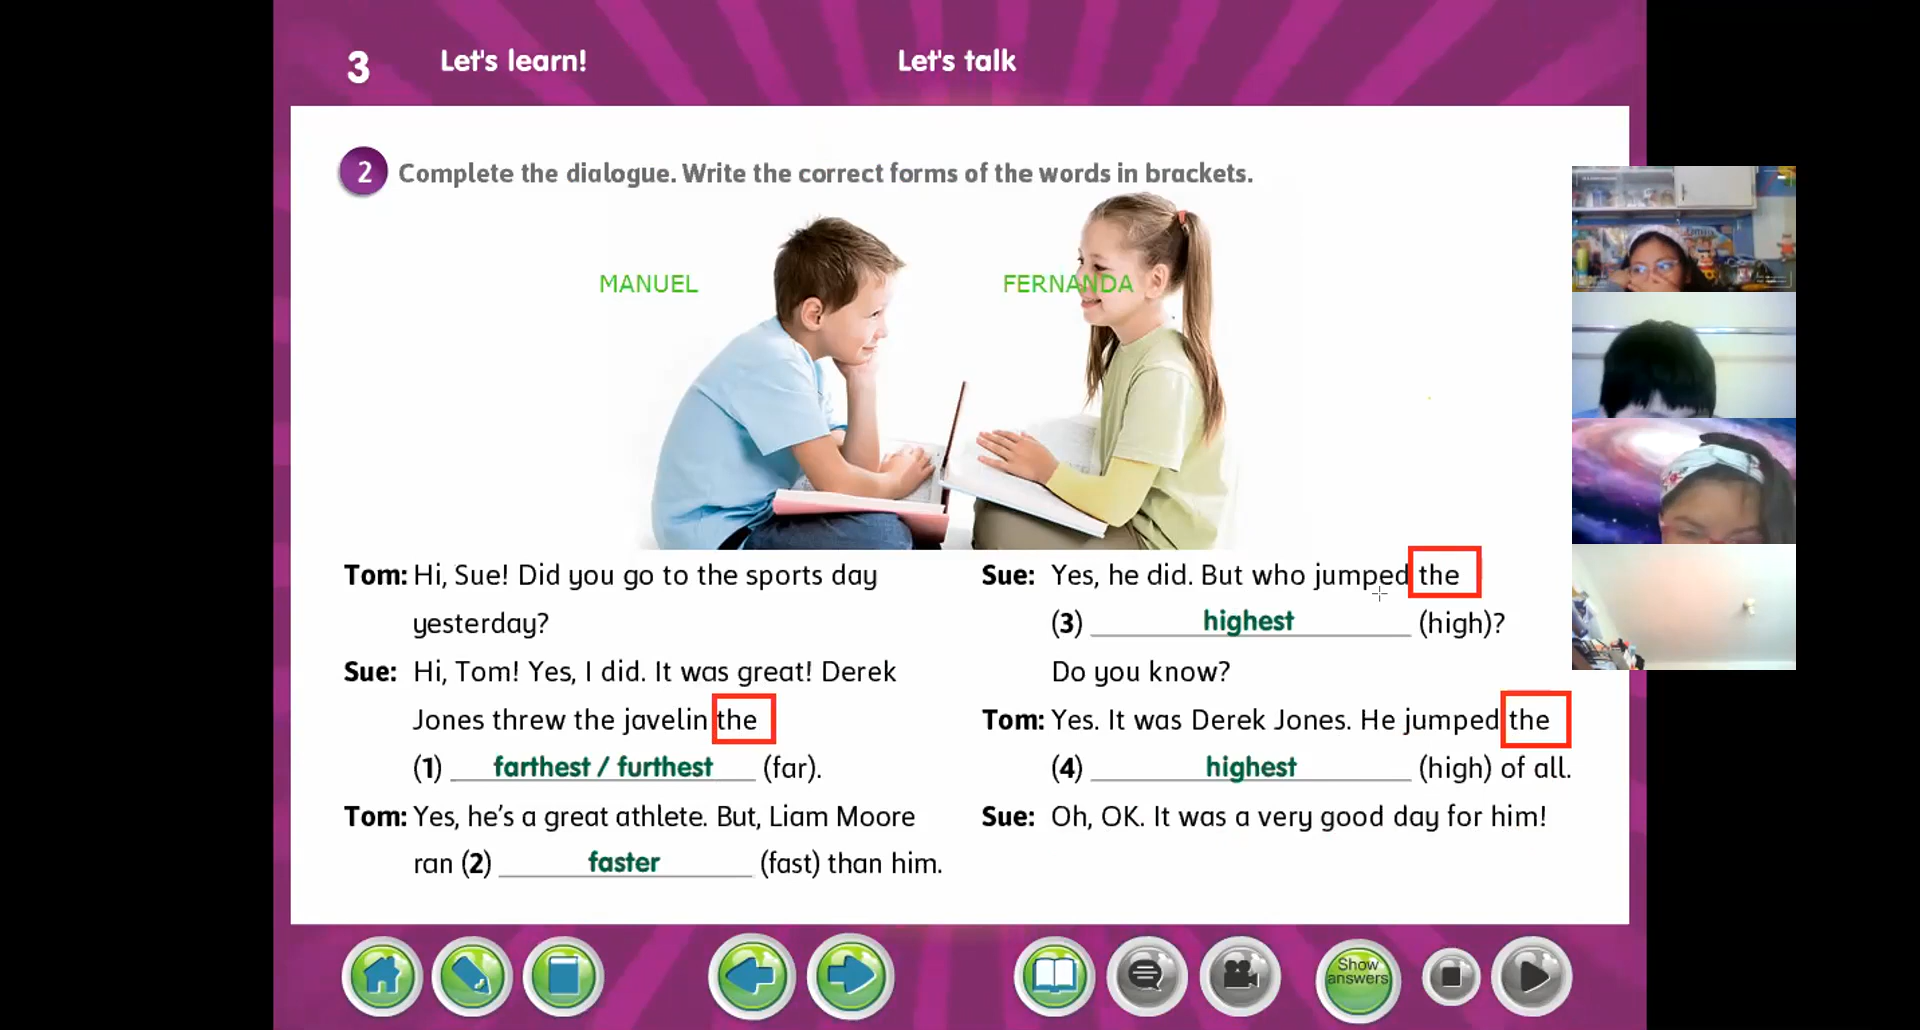 3
Let's learn!
Let's talk
2
Complete the dialogue. Write the correct forms of the words in brackets.
MANUEL
FERNANDA
Tom: Hi, Sue! Did you go to the sports day
yesterday?
Sue: Hi, Tom! Yes, I did. It was great! Derek
Jones threw the javelin the
(1) farthest / furthest (far).
Tom: Yes, he's a great athlete. But, Liam Moore
ran (2) faster (fast) than him.
Sue: Yes, he did. But who jumped the
(3) highest (high)?
Do you know?
Tom: Yes. It was Derek Jones. He jumped the
(4) highest (high) of all.
Sue: Oh, OK. It was a very good day for him!
Show
answers